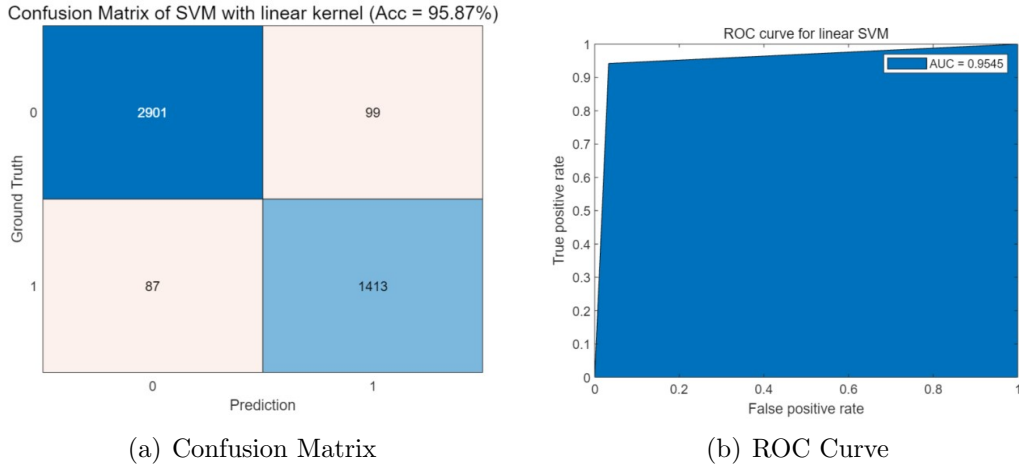 Confusion Matrix of SVM with linear kernel (Acc = 95.87%)
Ground Truth
0
2901
99
1
87
1413
0
1
Prediction
(a) Confusion Matrix
ROC curve for linear SVM
AUC = 0.9545
True positive rate
1
0.9
0.8
0.7
0.6
0.5
0.4
0.3
0.2
0.1
0
0
0.2
0.4
0.6
0.8
1
False positive rate
(b) ROC Curve